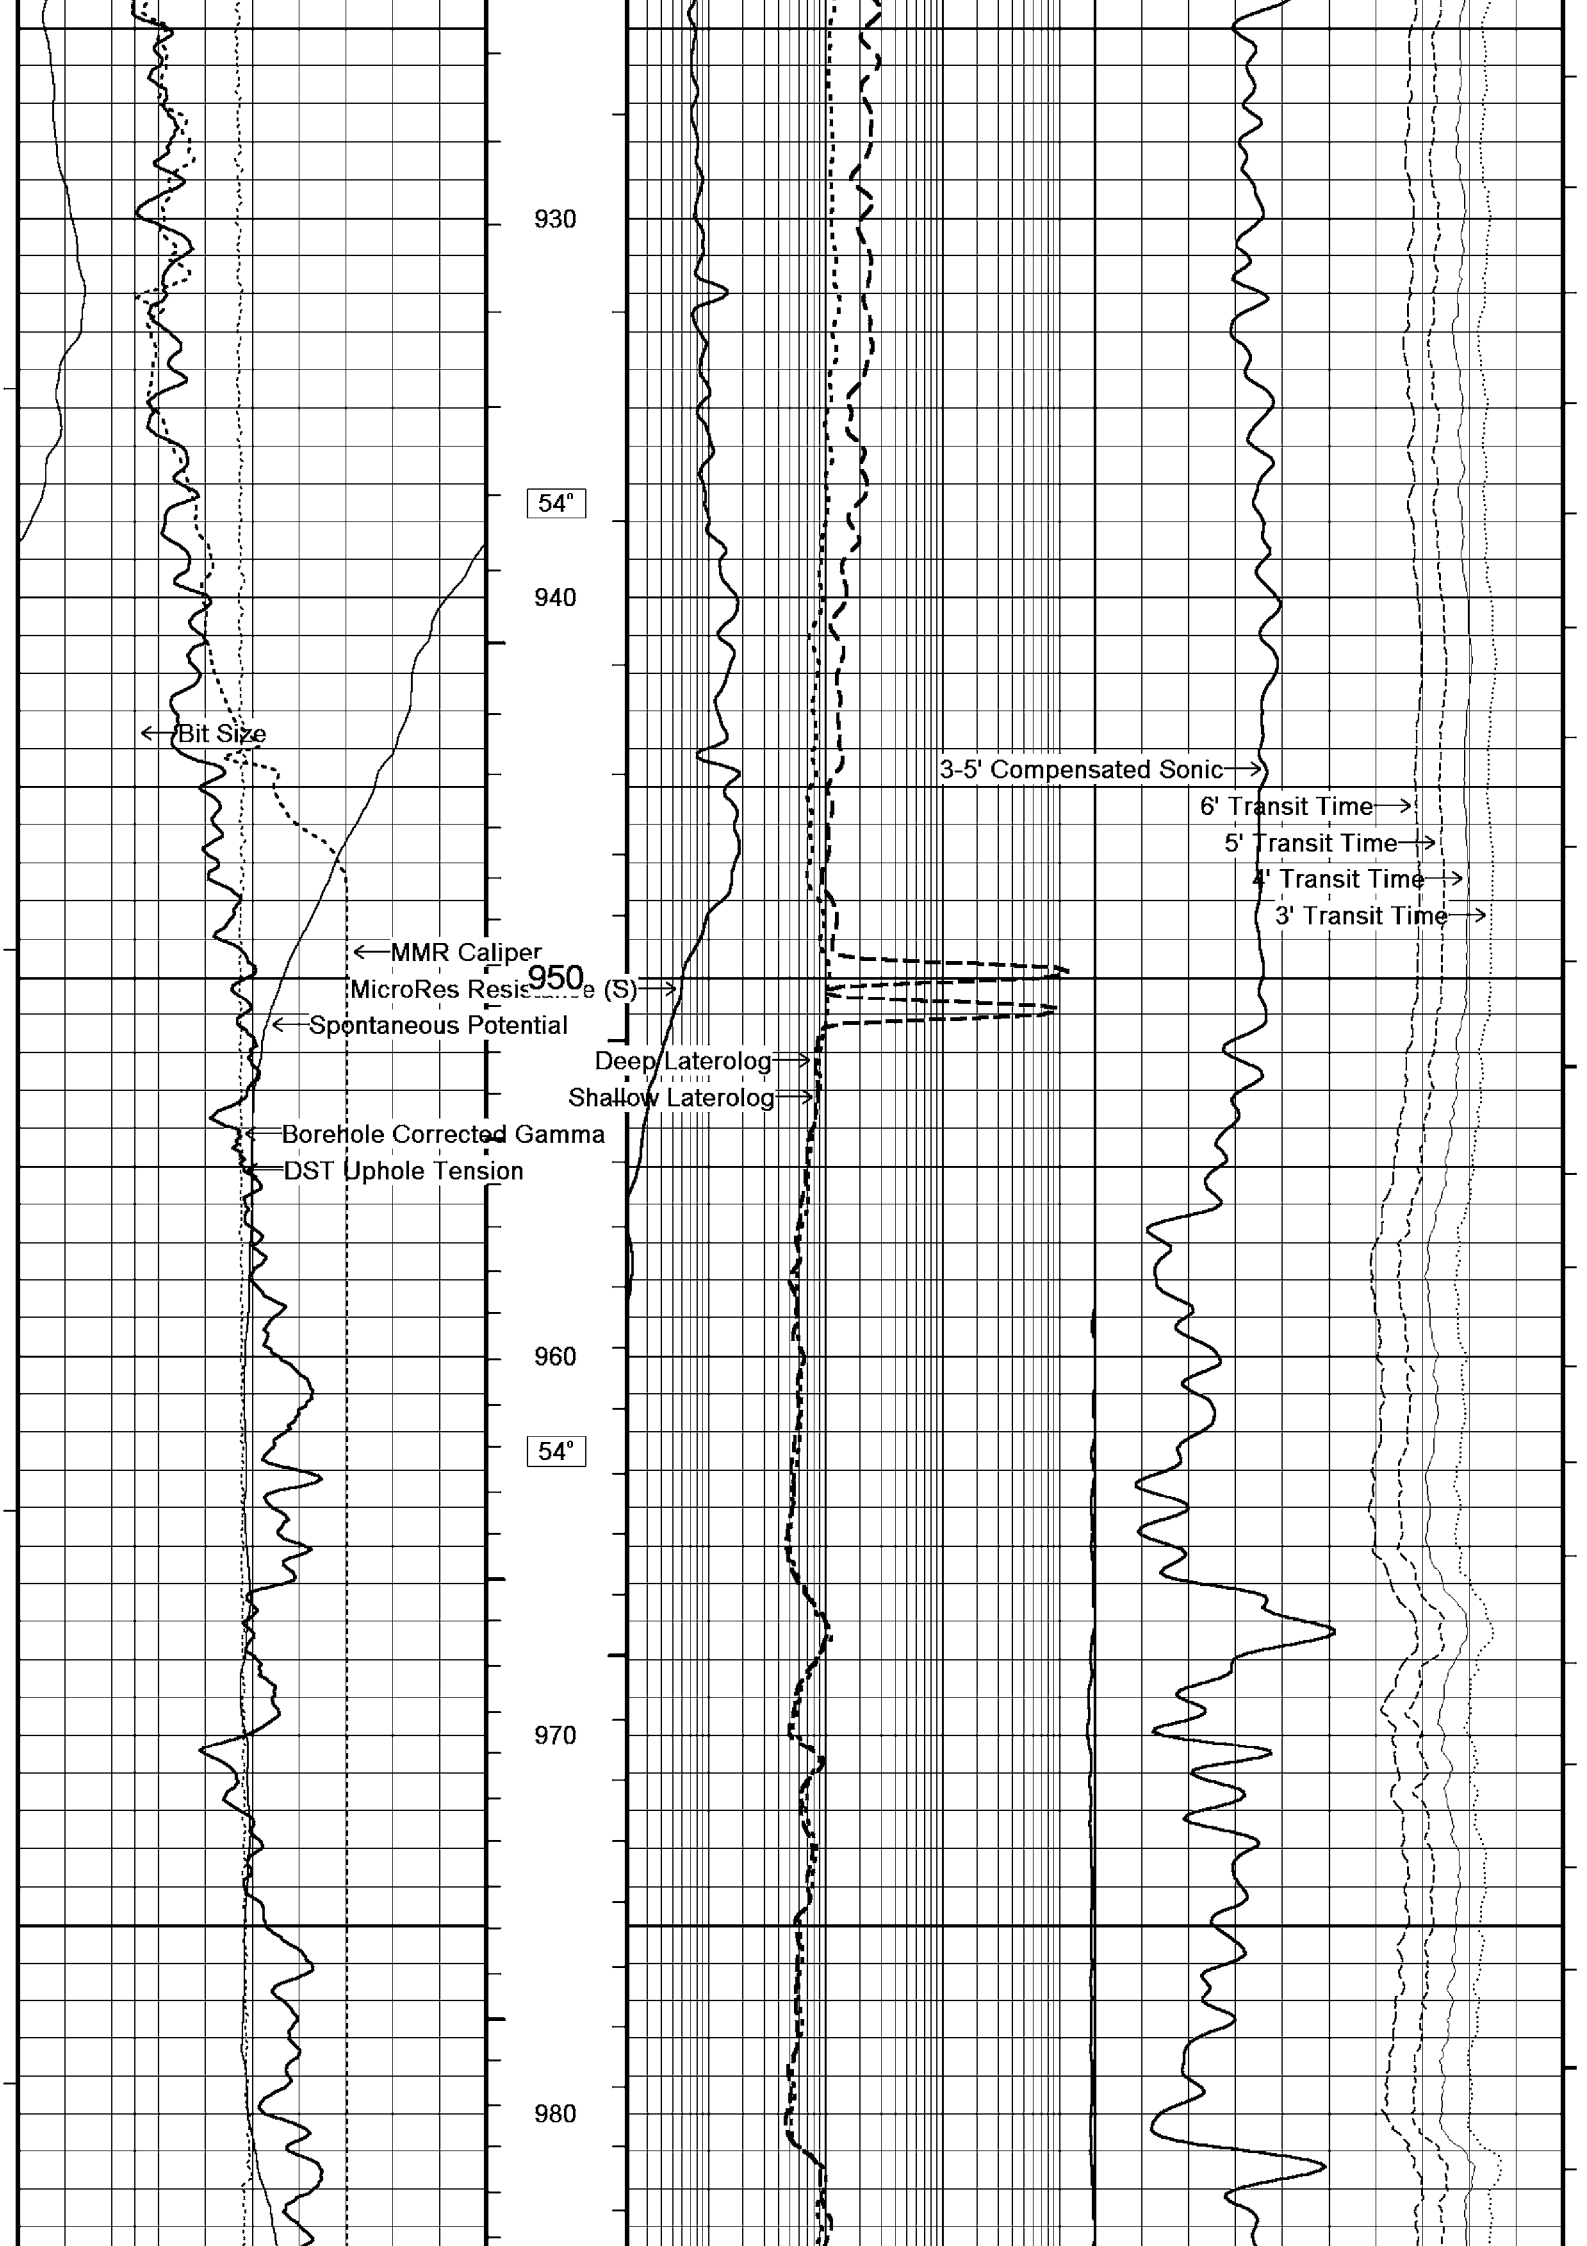 930
54°
940
←Bit Size
3-5' Compensated Sonic→
6' Transit Time→
5' Transit Time→
4' Transit Time→
3' Transit Time→
←MMR Caliper
950
MicroRes Resistance (S)→
←Spontaneous Potential
Deep Laterolog→
Shallow Laterolog→
←Borehole Corrected Gamma
←DST Uphole Tension
960
54°
970
980